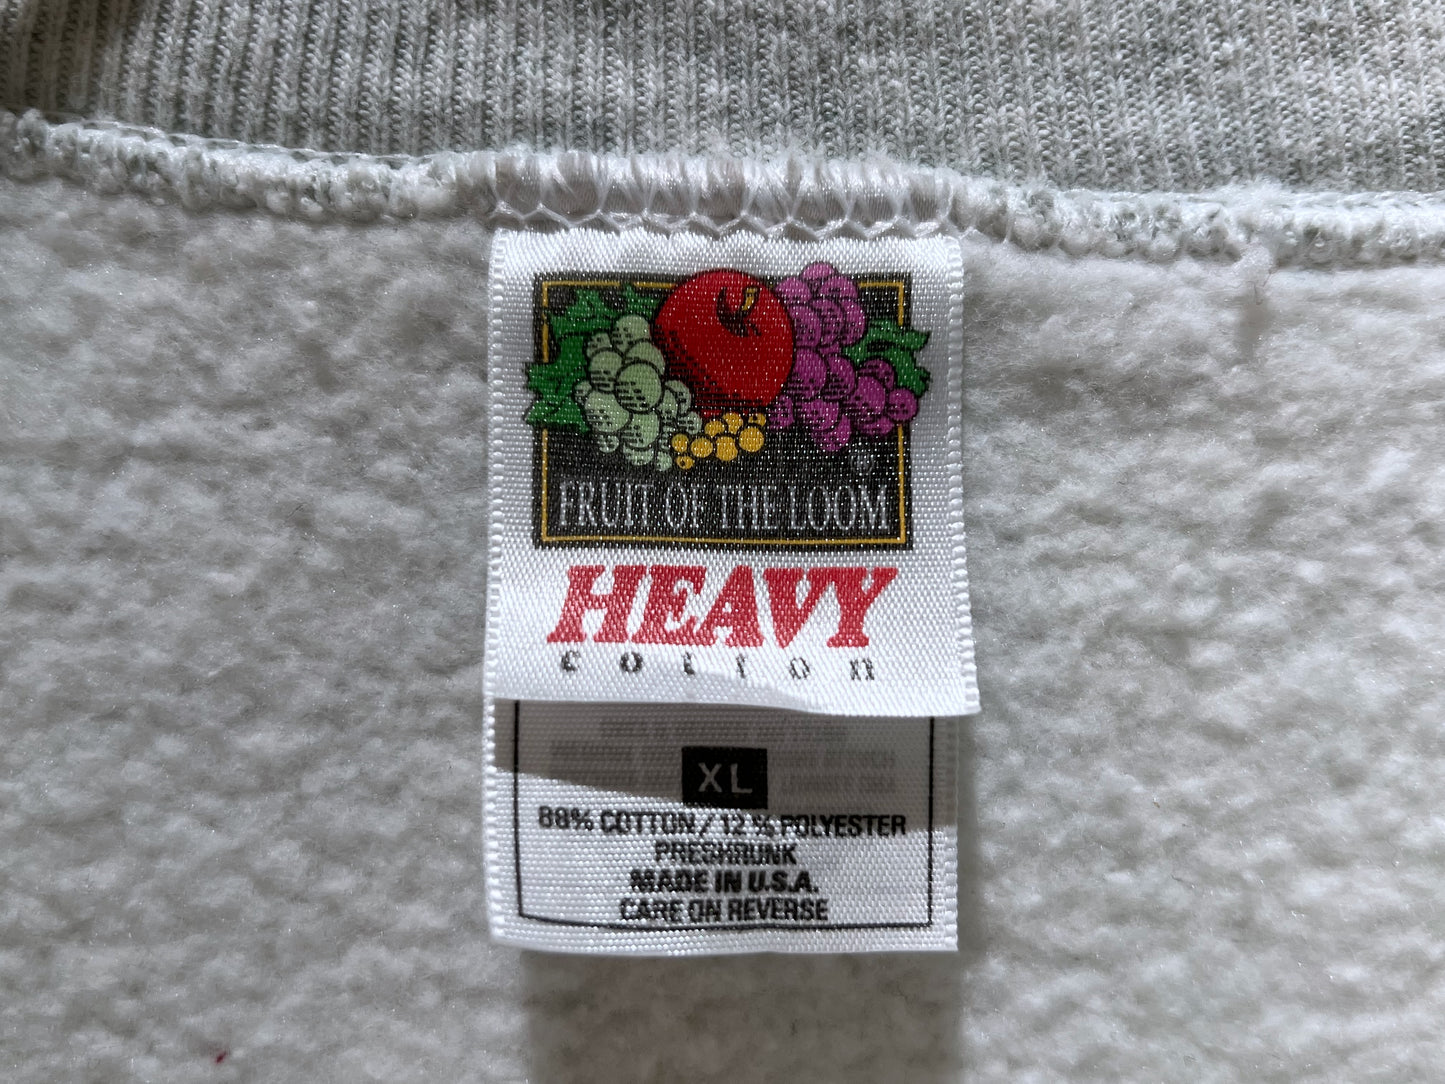 ®
FRUIT OF THE LOOM
HEAVY
cotton
XL
88% COTTON / 12% POLYESTER
PRESHRUNK
MADE IN U.S.A.
CARE ON REVERSE